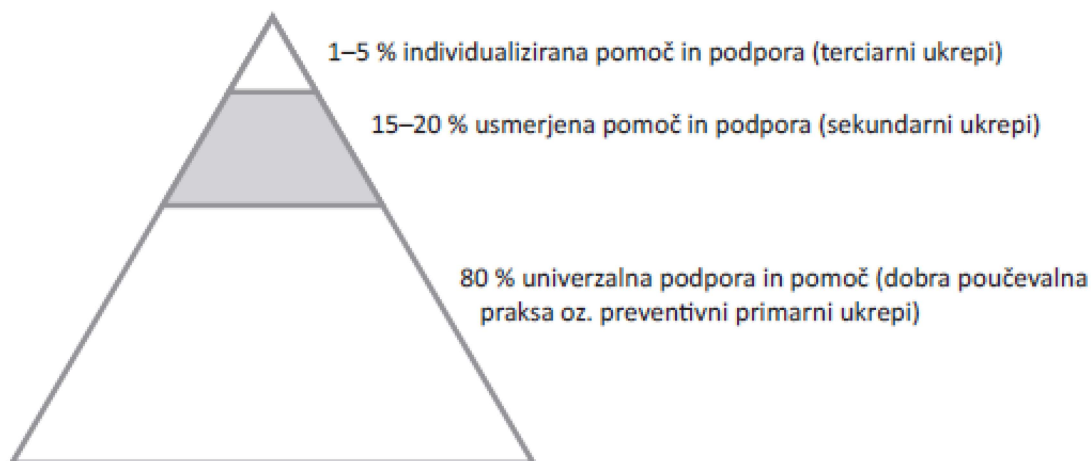 1–5 % individualizirana pomoč in podpora (terciarni ukrepi)
15–20 % usmerjena pomoč in podpora (sekundarni ukrepi)
80 % univerzalna podpora in pomoč (dobra poučevalna
praksa oz. preventivni primarni ukrepi)